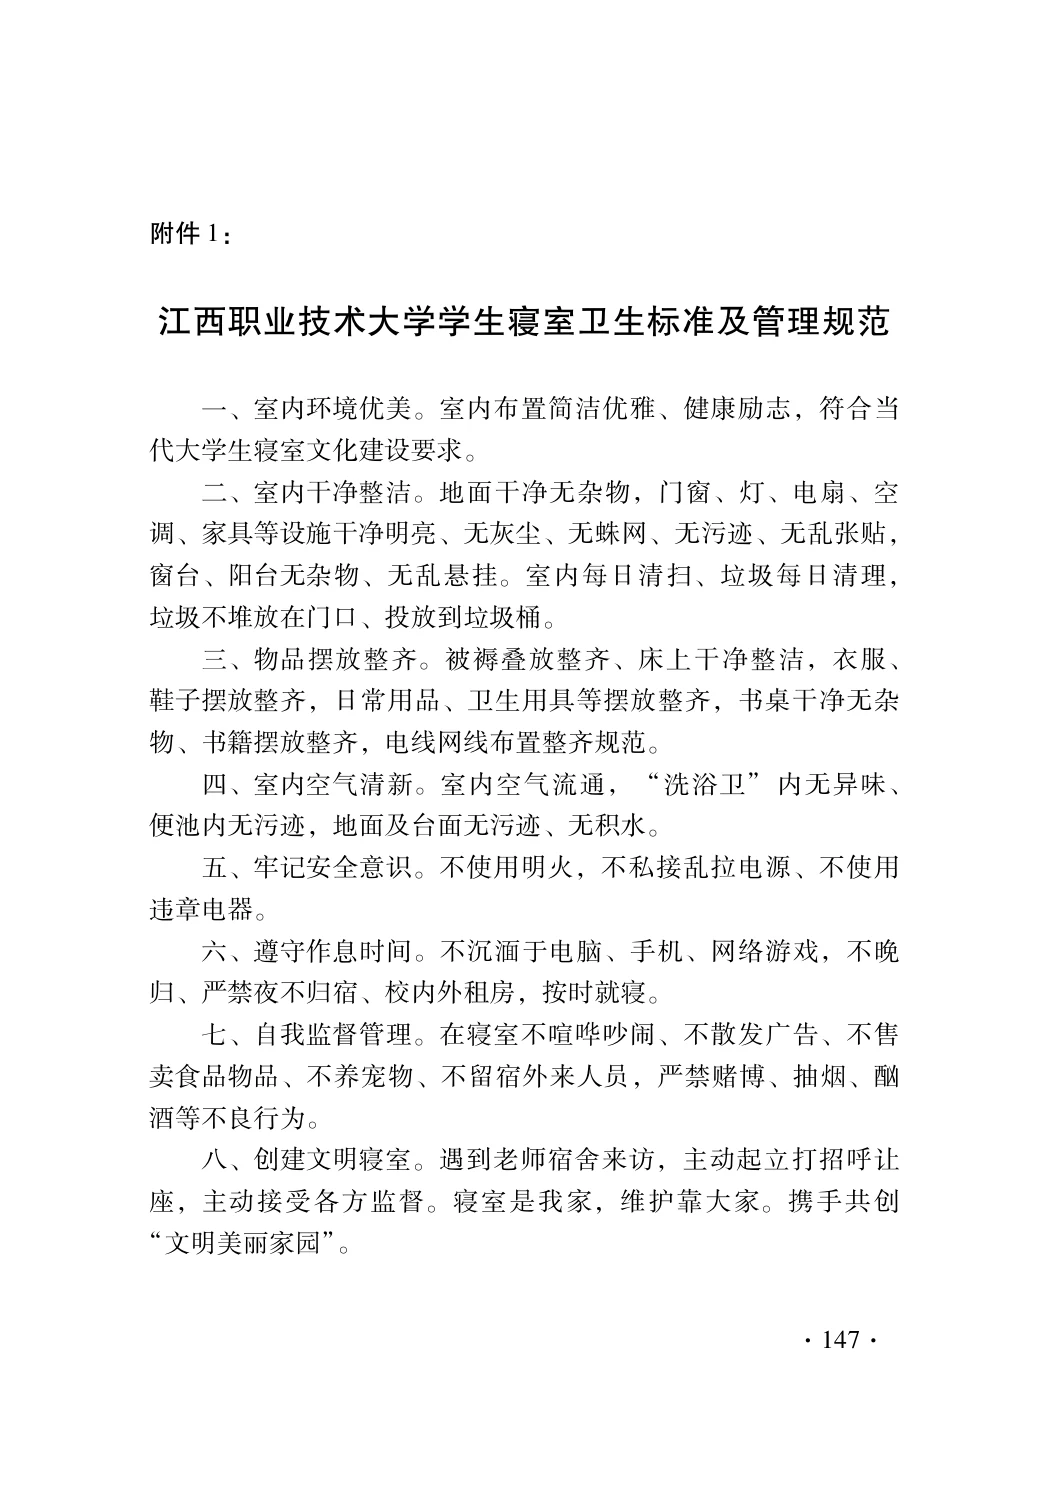 附件 1：
江西职业技术大学学生寝室卫生标准及管理规范
一、室内环境优美。室内布置简洁优雅、健康励志，符合当
代大学生寝室文化建设要求。
二、室内干净整洁。地面干净无杂物，门窗、灯、电扇、空
调、家具等设施干净明亮、无灰尘、无蛛网、无污迹、无乱张贴，
窗台、阳台无杂物、无乱悬挂。室内每日清扫、垃圾每日清理，
垃圾不堆放在门口、投放到垃圾桶。
三、物品摆放整齐。被褥叠放整齐、床上干净整洁，衣服、
鞋子摆放整齐，日常用品、卫生用具等摆放整齐，书桌干净无杂
物、书籍摆放整齐，电线网线布置整齐规范。
四、室内空气清新。室内空气流通，“洗浴卫”内无异味、
便池内无污迹，地面及台面无污迹、无积水。
五、牢记安全意识。不使用明火，不私接乱拉电源、不使用
违章电器。
六、遵守作息时间。不沉湎于电脑、手机、网络游戏，不晚
归、严禁夜不归宿、校内外租房，按时就寝。
七、自我监督管理。在寝室不喧哗吵闹、不散发广告、不售
卖食品物品、不养宠物、不留宿外来人员，严禁赌博、抽烟、酗
酒等不良行为。
八、创建文明寝室。遇到老师宿舍来访，主动起立打招呼让
座，主动接受各方监督。寝室是我家，维护靠大家。携手共创
“文明美丽家园”。
·147·